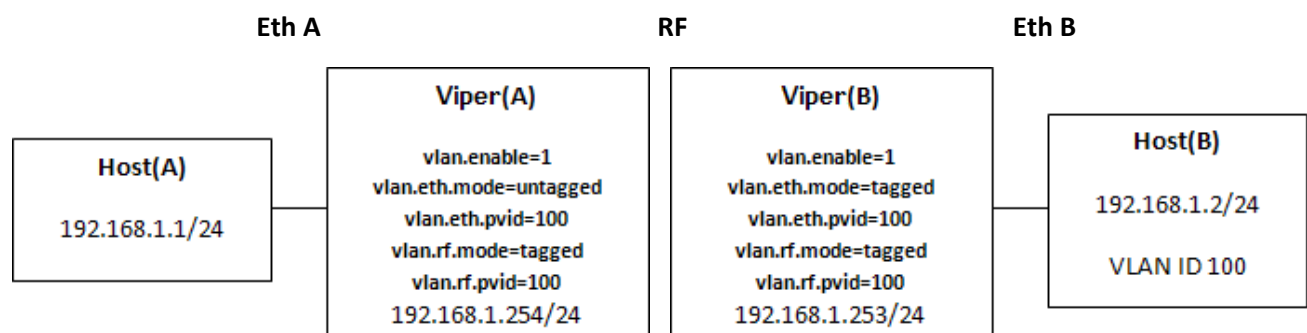 Eth A
RF
Eth B
Viper(A)
vlan.enable=1
vlan.eth.mode=untagged
vlan.eth.pvid=100
vlan.rf.mode=tagged
vlan.rf.pvid=100
192.168.1.254/24
Viper(B)
vlan.enable=1
vlan.eth.mode=tagged
vlan.eth.pvid=100
vlan.rf.mode=tagged
vlan.rf.pvid=100
192.168.1.253/24
Host(A)
192.168.1.1/24
Host(B)
192.168.1.2/24
VLAN ID 100